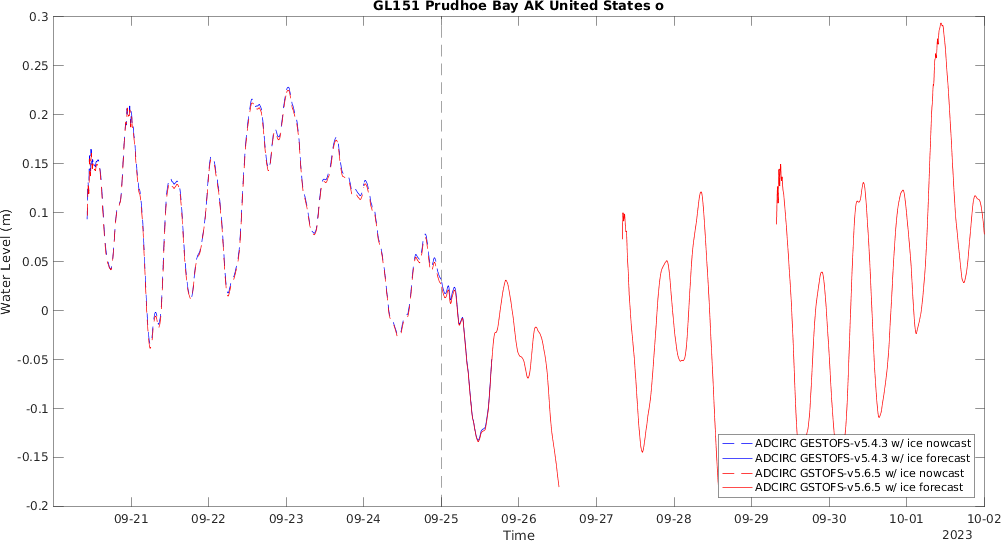 GL151 Prudhoe Bay AK United States o
0.3
0.25
0.2
0.15
0.1
0.05
0
-0.05
-0.1
-0.15
-0.2
Water Level (m)
ADCIRC GESTOFS-v5.4.3 w/ ice nowcast
ADCIRC GESTOFS-v5.4.3 w/ ice forecast
ADCIRC GSTOFS-v5.6.5 w/ ice nowcast
ADCIRC GSTOFS-v5.6.5 w/ ice forecast
09-21 09-22 09-23 09-24 09-25 09-26 09-27 09-28 09-29 09-30 10-01 10-02
Time
2023